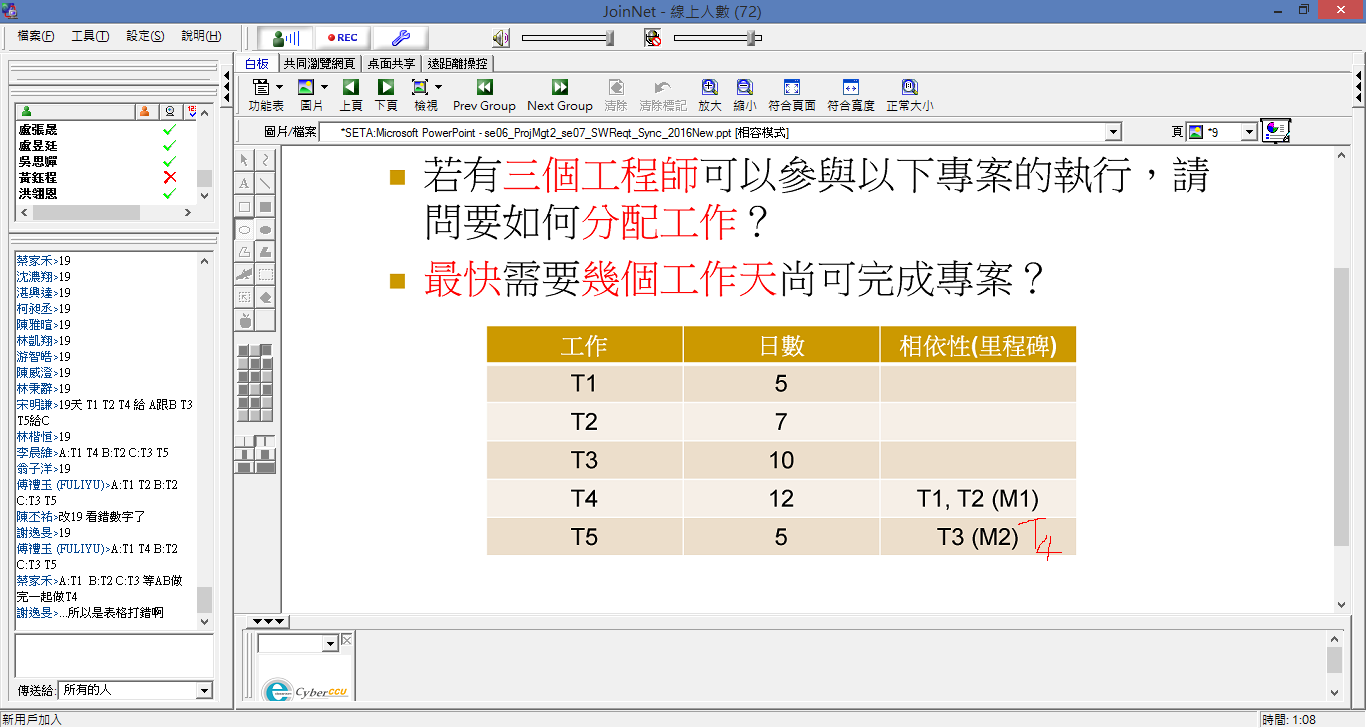 JoinNet - 線上人數 (72)
檔案(F) 工具(T) 設定(S) 說明(H)
REC
白板 共同瀏覽網頁 桌面共享 遠距離操控
功能表 圖片 上頁 下頁 檢視 Prev Group Next Group 清除 清除標記 放大 縮小 符合頁面 符合寬度 正常大小
圖片/檔案 *SETA:Microsoft PowerPoint - se06_ProjMgt2_se07_SWReqt_Sync_2016New.ppt [相容模式] 頁 *9
盧張晟
盧昱廷
吳思嬋
黃鈺程
洪翎恩
蔡家禾>19
沈濃翔>19
湛興達>19
柯昶丞>19
陳雅暄>19
林凱翔>19
游智皓>19
陳威澄>19
林秉辭>19
宋明謙>19天 T1 T2 T4 給 A跟B T3
T5給C
林楷恒>19
李晨維>A:T1 T4 B:T2 C:T3 T5
翁子洋>19
傅禮玉 (FULIYU)>A:T1 T2 B:T2
C:T3 T5
陳丕祐>改19 看錯數字了
謝逸旻>19
傅禮玉 (FULIYU)>A:T1 T4 B:T2
C:T3 T5
蔡家禾>A:T1 B:T2 C:T3 等AB做
完一起做T4
謝逸旻>...所以是表格打錯啊
傳送給: 所有的人
新用戶加入
若有三個工程師可以參與以下專案的執行，請
問要如何分配工作？
最快需要幾個工作天尚可完成專案？
工作 日數 相依性(里程碑)
T1 5
T2 7
T3 10
T4 12 T1, T2 (M1)
T5 5 T3 (M2) T4
CyberCCU
時間: 1:08